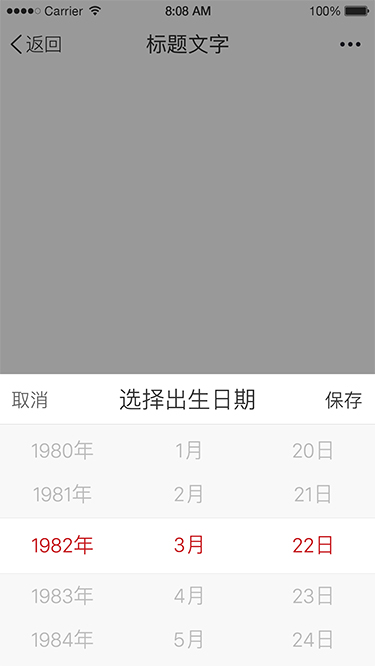 Carrier 8:08 AM 100%
返回 标题文字
取消 选择出生日期 保存
1980年 1月 20日
1981年 2月 21日
1982年 3月 22日
1983年 4月 23日
1984年 5月 24日